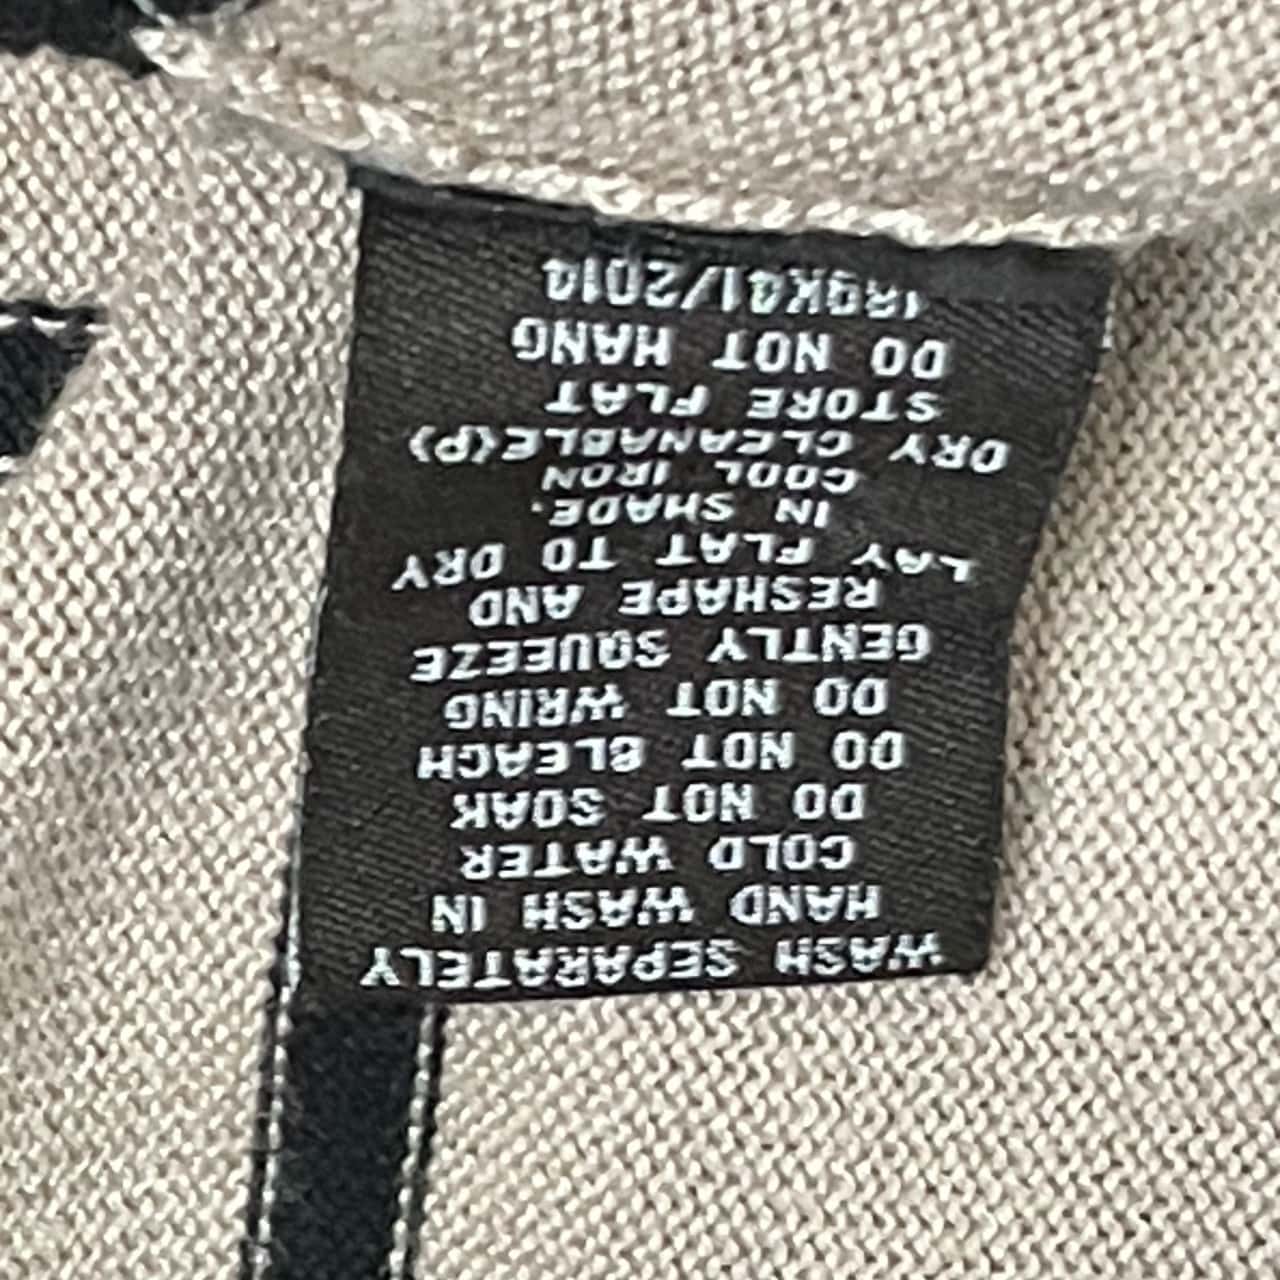 WASH SEPARATELY
HAND WASH IN
COLD WATER
DO NOT SOAK
DO NOT BLEACH
DO NOT WRING
GENTLY SQUEEZE
RESHAPE AND
LAY FLAT TO DRY
IN SHADE.
COOL IRON
DRY CLEANABLE(P)
STORE FLAT
DO NOT HANG